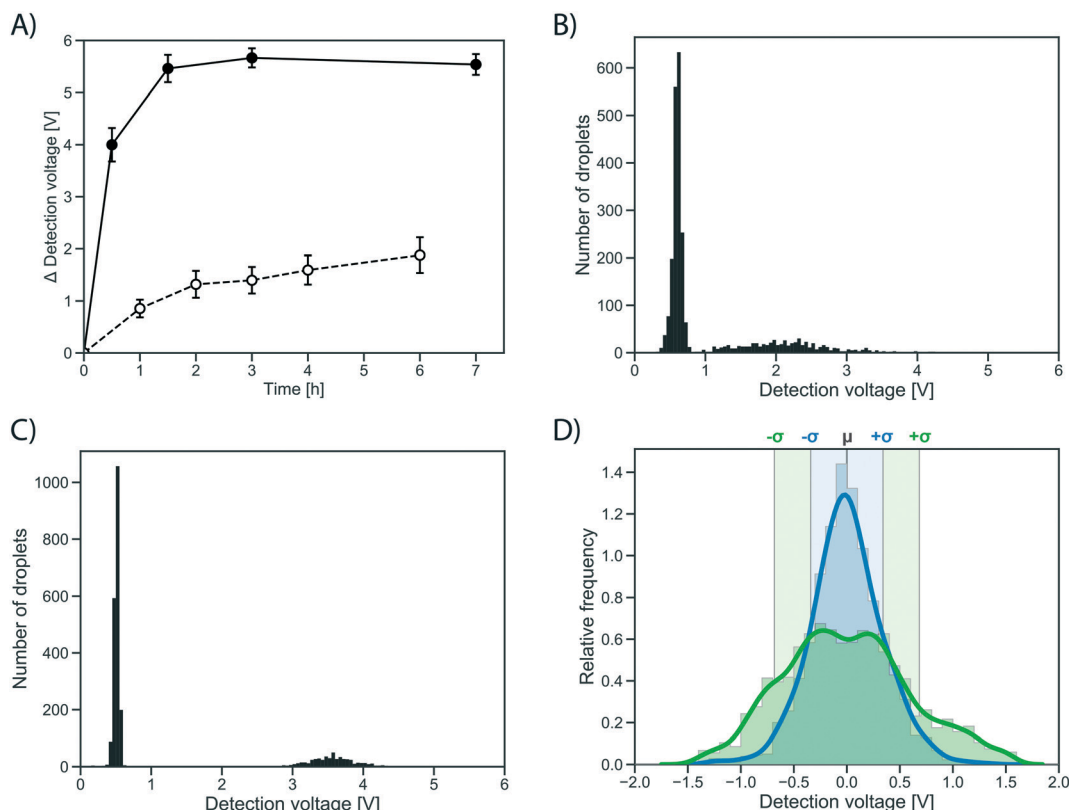 A)
6
5
4
3
2
1
0
Δ Detection voltage [V]
0 1 2 3 4 5 6 7
Time [h]
B)
600
500
400
300
200
100
0
Number of droplets
0 1 2 3 4 5 6
Detection voltage [V]
C)
1000
800
600
400
200
0
Number of droplets
0 1 2 3 4 5 6
Detection voltage [V]
D)
-σ -σ μ +σ +σ
1.4
1.2
1.0
0.8
0.6
0.4
0.2
0.0
Relative frequency
−2.0 −1.5 −1.0 −0.5 0.0 0.5 1.0 1.5 2.0
Detection voltage [V]